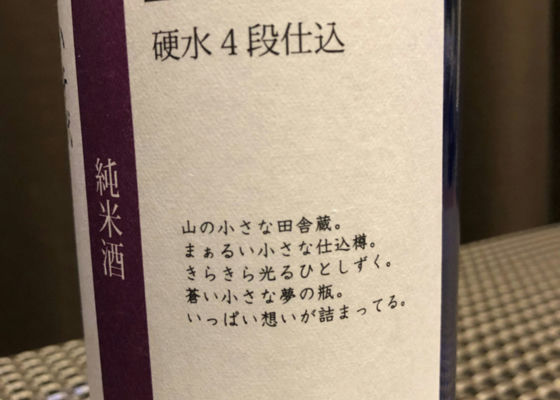 硬水4段仕込
純米酒
山の小さな田舎蔵。
まぁるい小さな仕込樽。
きらきら光るひとしずく。
蒼い小さな夢の瓶。
いっぱい想いが詰まってる。